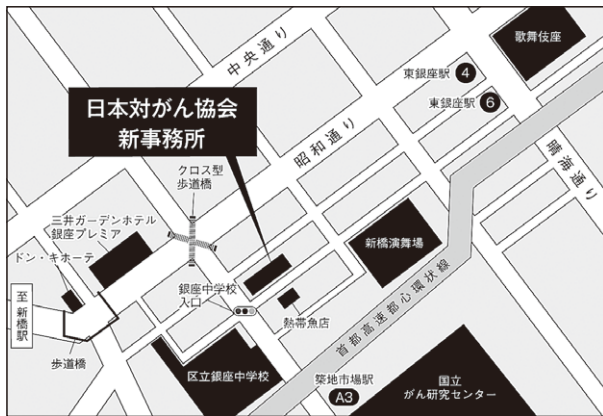 歌舞伎座
中央通り
東銀座駅 4
東銀座駅 6
日本対がん協会
新事務所
昭和通り
晴海通り
クロス型
歩道橋
三井ガーデンホテル
銀座プレミア
ドン・キホーテ
新橋演舞場
銀座中学校
入口
至 新橋駅
熱帯魚店
首都高速都心環状線
歩道橋
区立銀座中学校
築地市場駅
A3
国立
がん研究センター